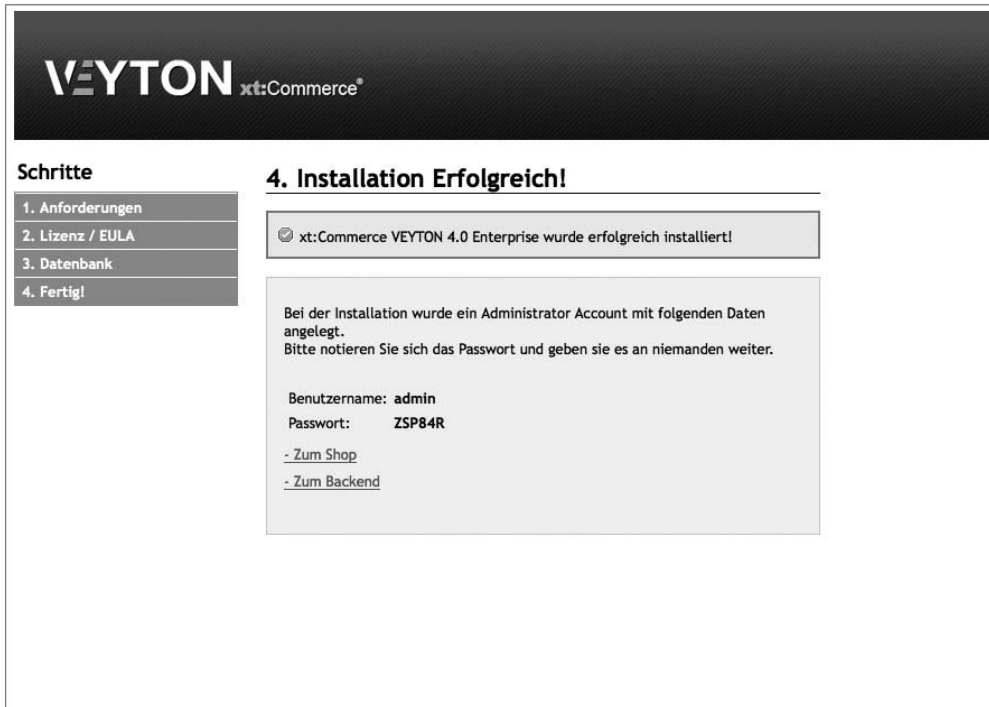 VEYTON xt:Commerce®
Schritte
1. Anforderungen
2. Lizenz / EULA
3. Datenbank
4. Fertig!
4. Installation Erfolgreich!
xt:Commerce VEYTON 4.0 Enterprise wurde erfolgreich installiert!
Bei der Installation wurde ein Administrator Account mit folgenden Daten
angelegt.
Bitte notieren Sie sich das Passwort und geben sie es an niemanden weiter.
Benutzername: admin
Passwort: ZSP84R
- Zum Shop
- Zum Backend